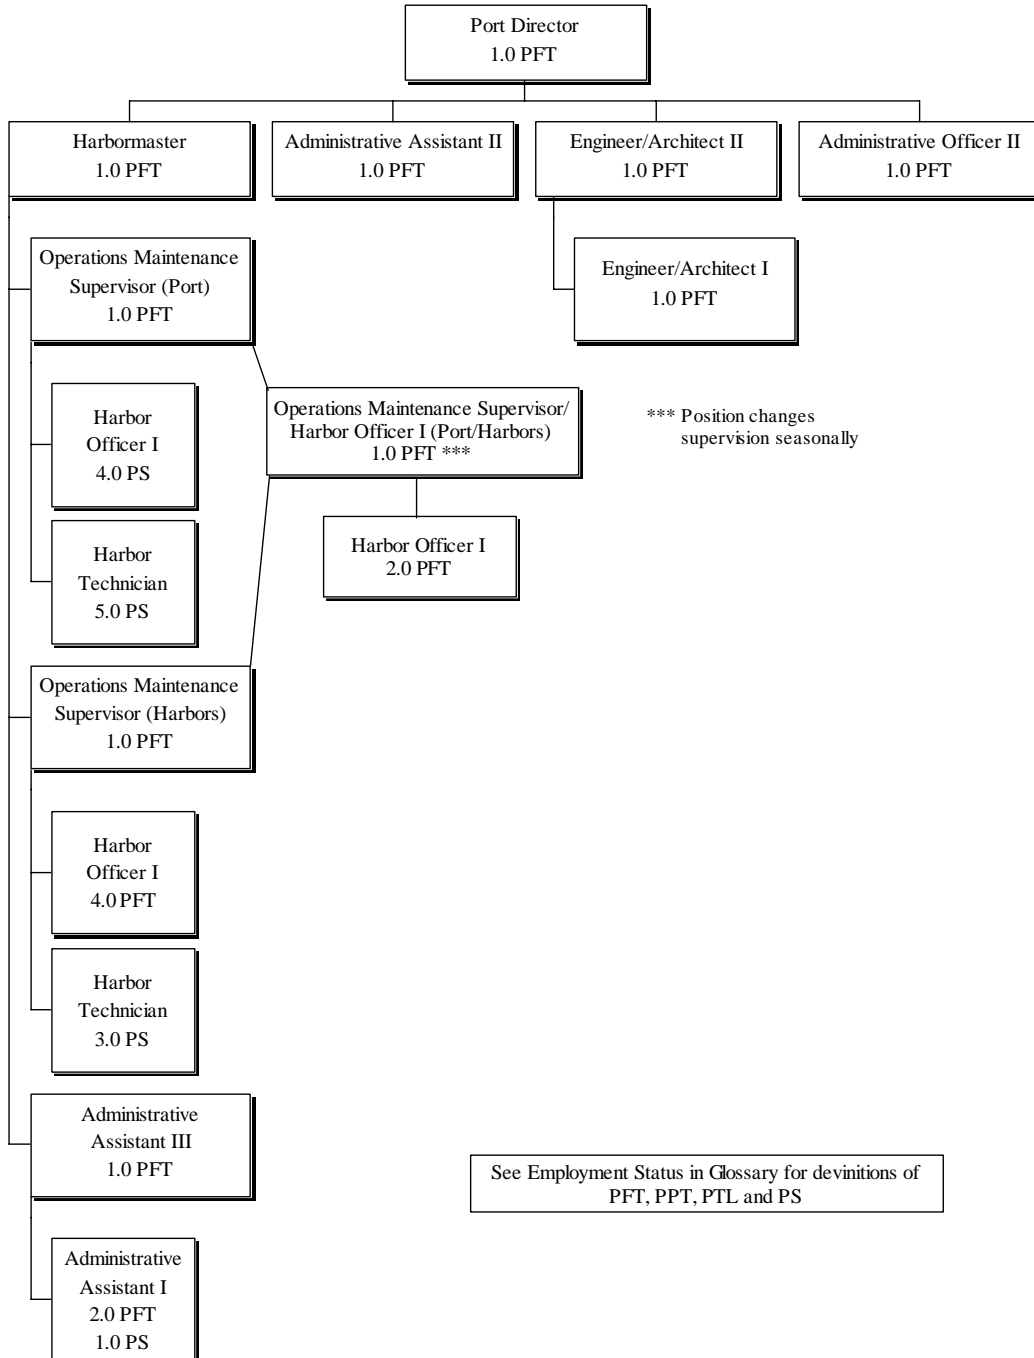 Port Director
1.0 PFT
Harbormaster
1.0 PFT
Administrative Assistant II
1.0 PFT
Engineer/Architect II
1.0 PFT
Administrative Officer II
1.0 PFT
Operations Maintenance
Supervisor (Port)
1.0 PFT
Engineer/Architect I
1.0 PFT
Harbor
Officer I
4.0 PS
Operations Maintenance Supervisor/
Harbor Officer I (Port/Harbors)
1.0 PFT ***
*** Position changes
supervision seasonally
Harbor
Technician
5.0 PS
Harbor Officer I
2.0 PFT
Operations Maintenance
Supervisor (Harbors)
1.0 PFT
Harbor
Officer I
4.0 PFT
Harbor
Technician
3.0 PS
Administrative
Assistant III
1.0 PFT
See Employment Status in Glossary for devinitions of
PFT, PPT, PTL and PS
Administrative
Assistant I
2.0 PFT
1.0 PS